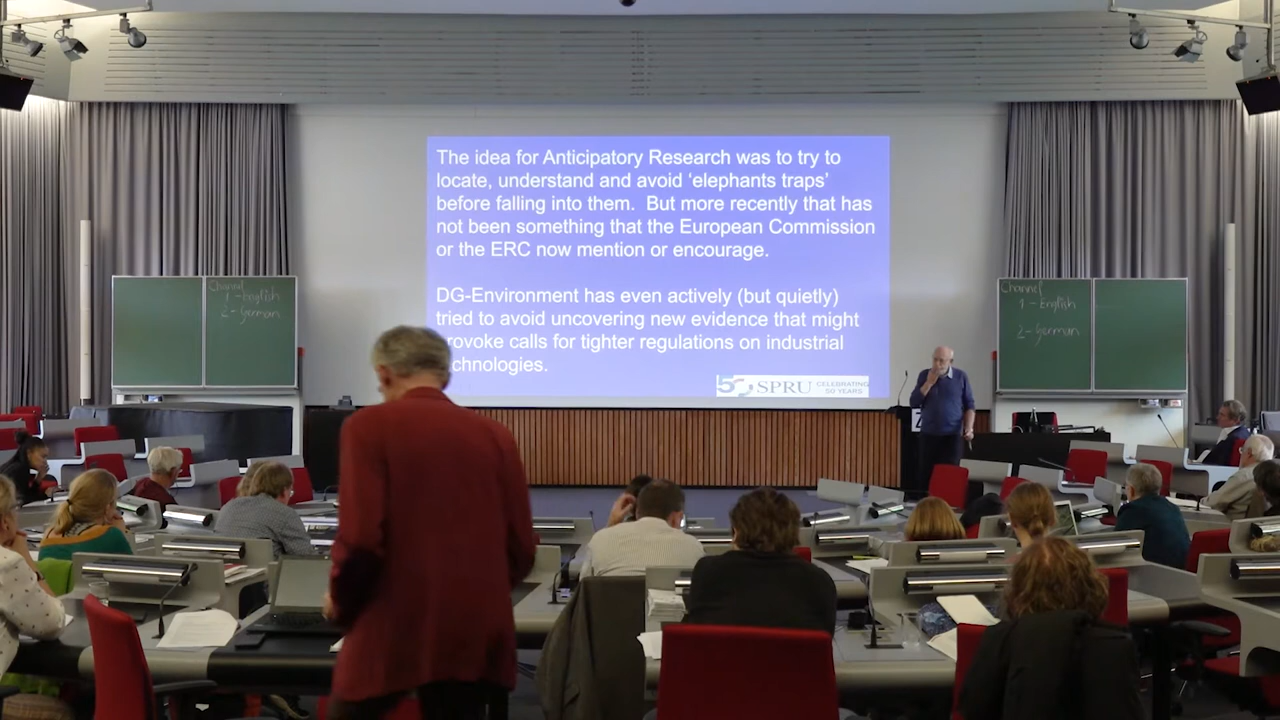 The idea for Anticipatory Research was to try to
locate, understand and avoid ‘elephants traps’
before falling into them. But more recently that has
not been something that the European Commission
or the ERC now mention or encourage.
DG-Environment has even actively (but quietly)
tried to avoid uncovering new evidence that might
rovoke calls for tighter regulations on industrial
chnologies.
50 SPRU CELEBRATING
50 YEARS
Channel
1 - English
2 - German
Channel
1 - English
2 - German